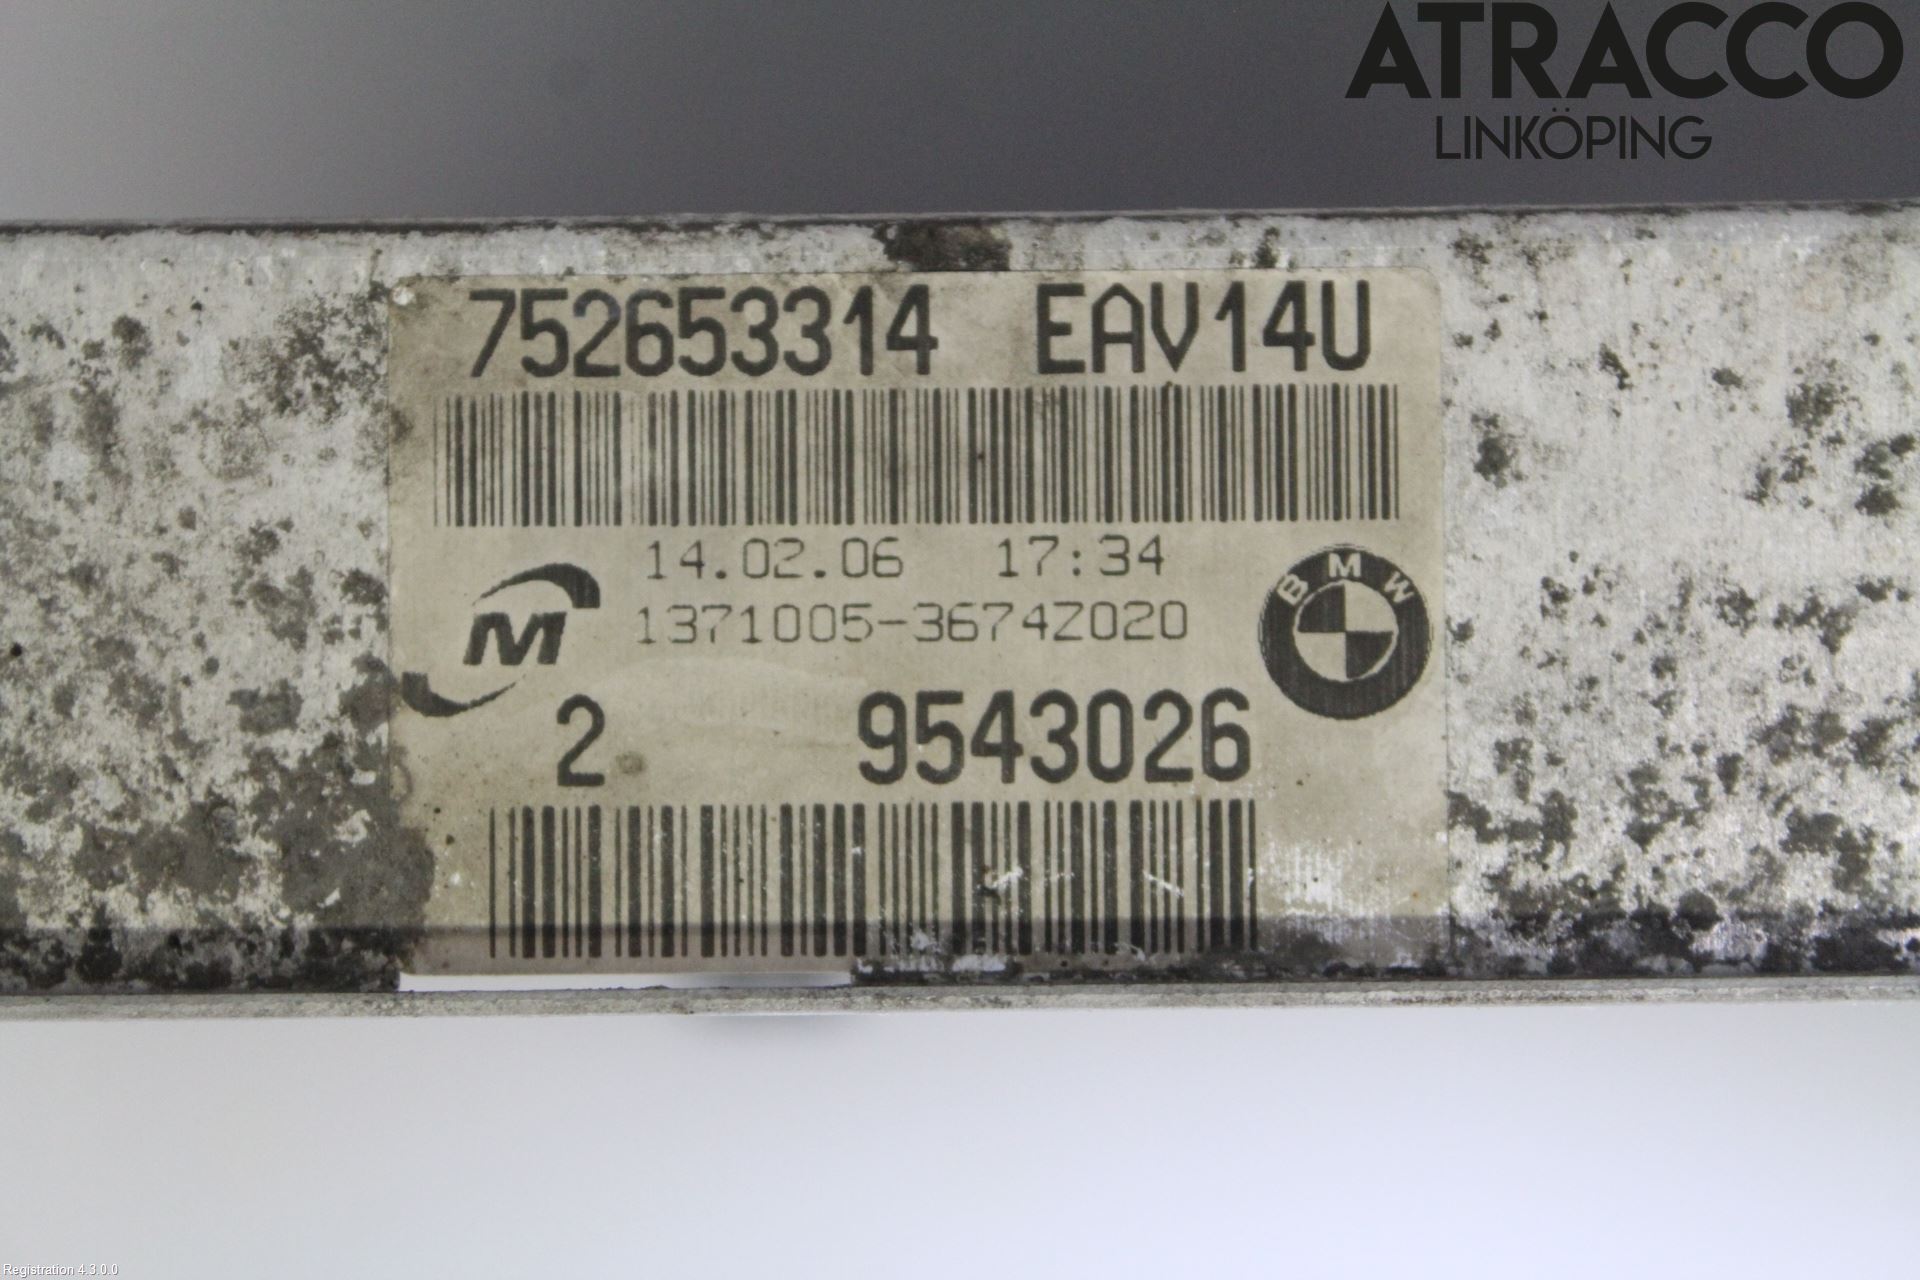 ATRACCO
LINKÖPING
752653314 EAV14U
14.02.06 17:34
1371005-3674Z020
M
BMW
2 9543026
Registration 4.3.0.0